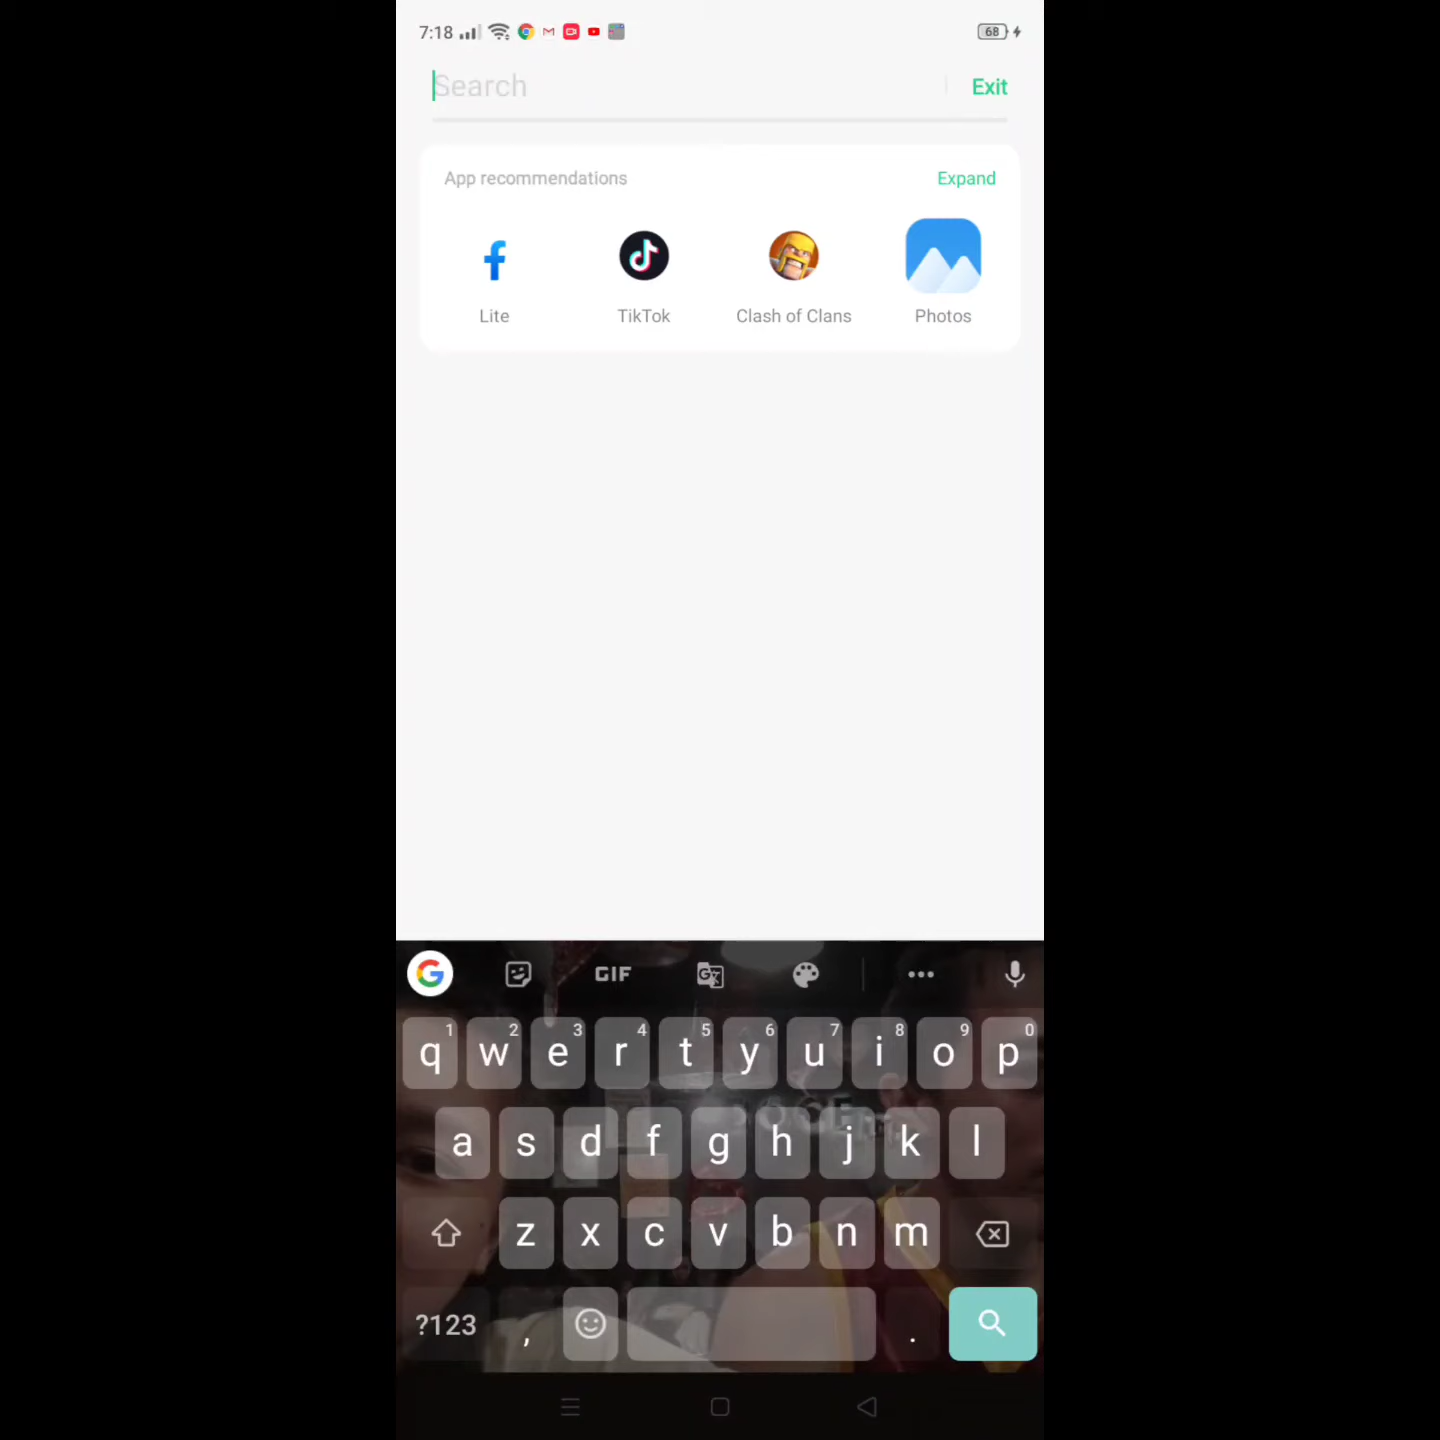 7:18 68
Search Exit
App recommendations Expand
Lite TikTok Clash of Clans Photos
GIF
1 2 3 4 5 6 7 8 9 0
q w e r t y u i o p
a s d f g h j k l
z x c v b n m
?123 , .